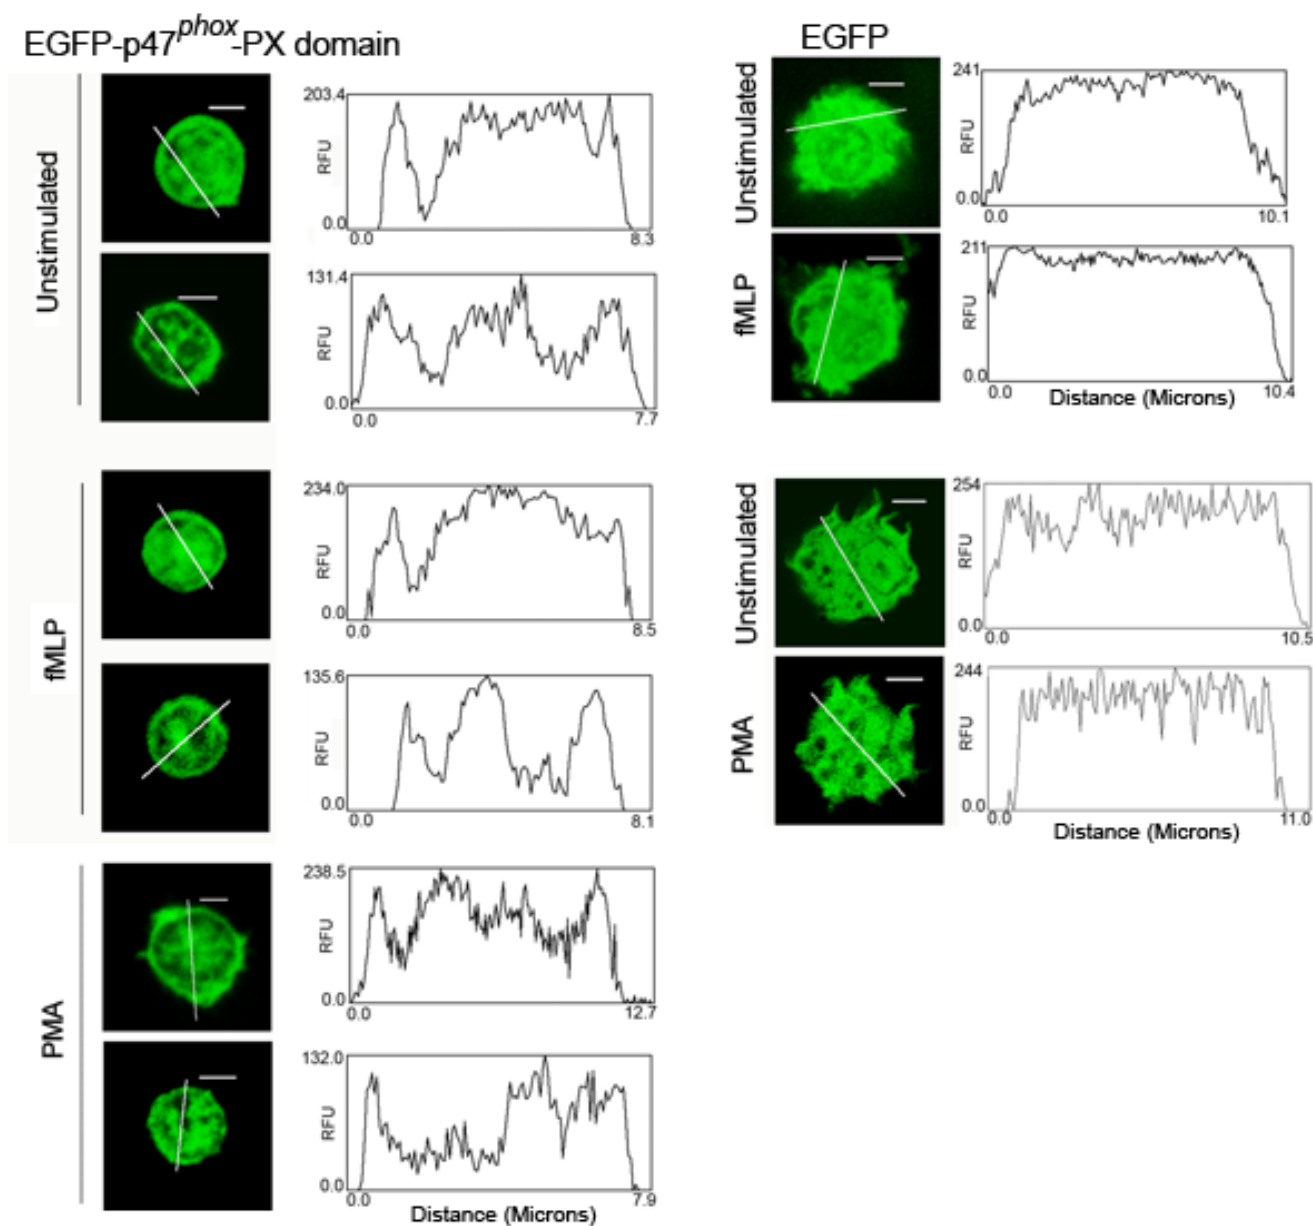 EGFP-p47phox-PX domain
Unstimulated
203.4
RFU
0.0
0.0
8.3
131.4
RFU
0.0
0.0
7.7
fMLP
234.0
RFU
0.0
0.0
8.5
135.6
RFU
0.0
0.0
8.1
PMA
238.5
RFU
0.0
0.0
12.7
132.0
RFU
0.0
0.0
7.9
Distance (Microns)
EGFP
Unstimulated
241
RFU
0.0
0.0
10.1
fMLP
211
RFU
0.0
0.0
10.4
Distance (Microns)
Unstimulated
254
RFU
0.0
0.0
10.5
PMA
244
RFU
0.0
0.0
11.0
Distance (Microns)